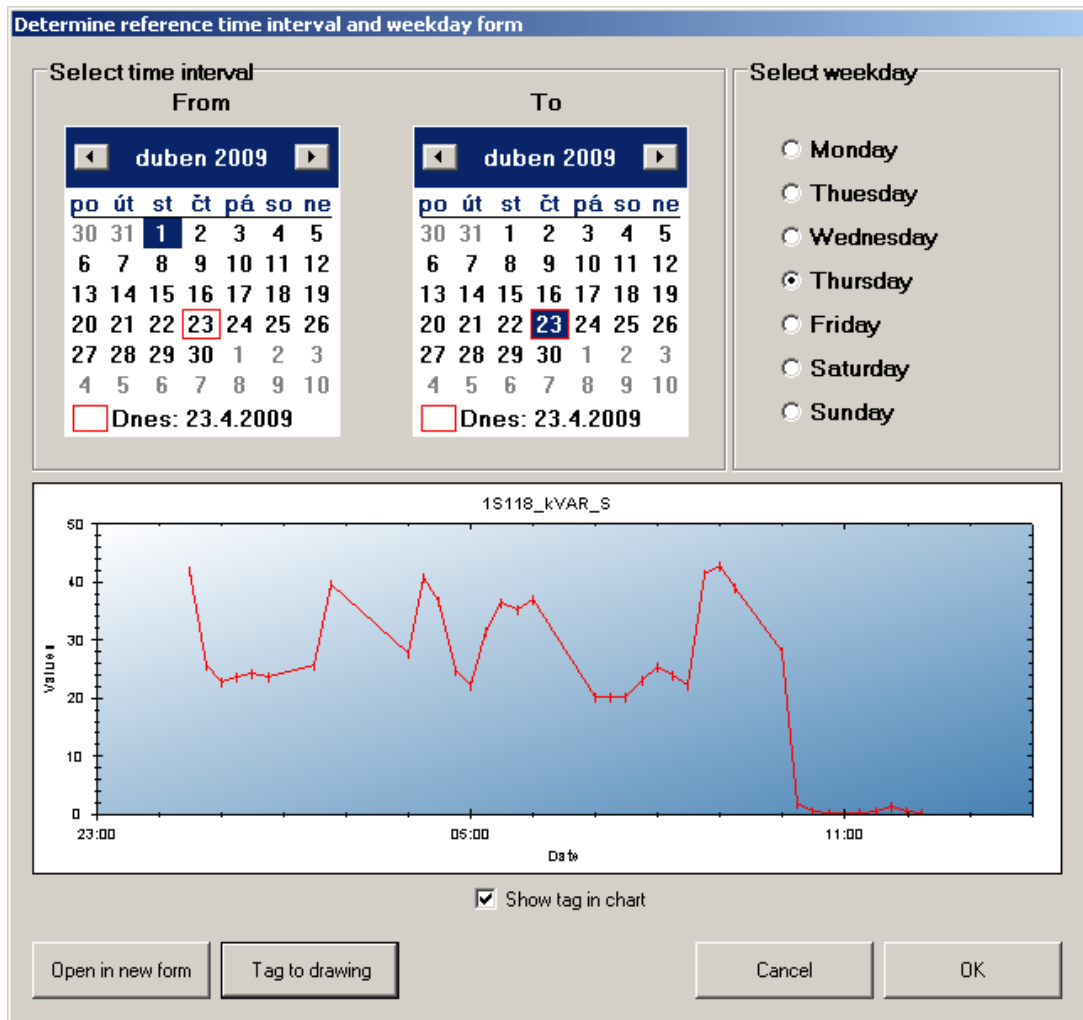 Determine reference time interval and weekday form
Select time interval
From
To
duben 2009
po út st čt pá so ne
30 31 1 2 3 4 5
6 7 8 9 10 11 12
13 14 15 16 17 18 19
20 21 22 23 24 25 26
27 28 29 30 1 2 3
4 5 6 7 8 9 10
Dnes: 23.4.2009
duben 2009
po út st čt pá so ne
30 31 1 2 3 4 5
6 7 8 9 10 11 12
13 14 15 16 17 18 19
20 21 22 23 24 25 26
27 28 29 30 1 2 3
4 5 6 7 8 9 10
Dnes: 23.4.2009
Select weekday
Monday
Thuesday
Wednesday
Thursday
Friday
Saturday
Sunday
1S118_kVAR_S
Values
50
40
30
20
10
0
23:00 05:00 11:00
Date
Show tag in chart
Open in new form
Tag to drawing
Cancel
OK